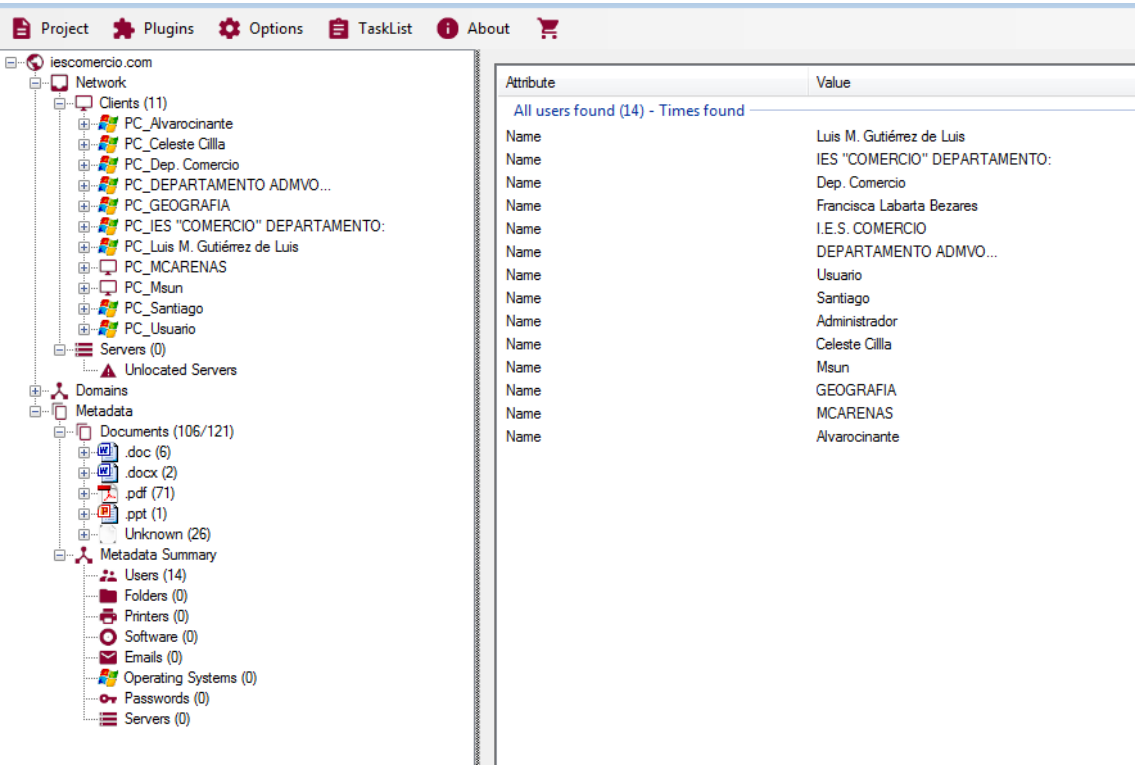 Project Plugins Options TaskList About
iescomercio.com
Network
Clients (11)
PC_Alvarocinante
PC_Celeste Cillla
PC_Dep. Comercio
PC_DEPARTAMENTO ADMVO...
PC_GEOGRAFIA
PC_IES "COMERCIO" DEPARTAMENTO:
PC_Luis M. Gutiérrez de Luis
PC_MCARENAS
PC_Msun
PC_Santiago
PC_Usuario
Servers (0)
Unlocated Servers
Domains
Metadata
Documents (106/121)
.doc (6)
.docx (2)
.pdf (71)
.ppt (1)
Unknown (26)
Metadata Summary
Users (14)
Folders (0)
Printers (0)
Software (0)
Emails (0)
Operating Systems (0)
Passwords (0)
Servers (0)
Attribute Value
All users found (14) - Times found
Name Luis M. Gutiérrez de Luis
Name IES "COMERCIO" DEPARTAMENTO:
Name Dep. Comercio
Name Francisca Labarta Bezares
Name I.E.S. COMERCIO
Name DEPARTAMENTO ADMVO...
Name Usuario
Name Santiago
Name Administrador
Name Celeste Cillla
Name Msun
Name GEOGRAFIA
Name MCARENAS
Name Alvarocinante